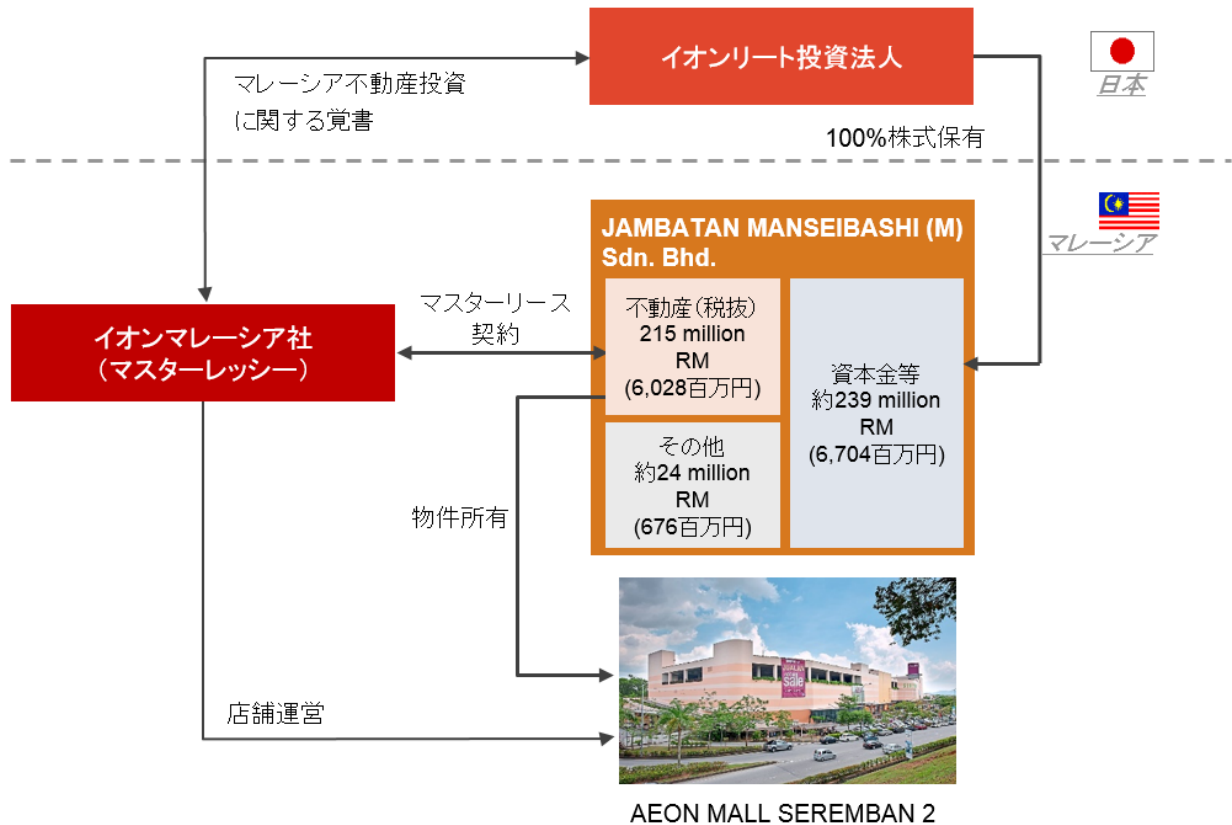 イオンリート投資法人
日本
マレーシア不動産投資
に関する覚書
100%株式保有
マレーシア
JAMBATAN MANSEIBASHI (M)
Sdn. Bhd.
イオンマレーシア社
（マスターレッシー）
マスターリース
契約
不動産（税抜）
215 million
RM
(6,028百万円)
その他
約24 million
RM
(676百万円)
資本金等
約239 million
RM
(6,704百万円)
物件所有
店舗運営
sale
AEON MALL SEREMBAN 2